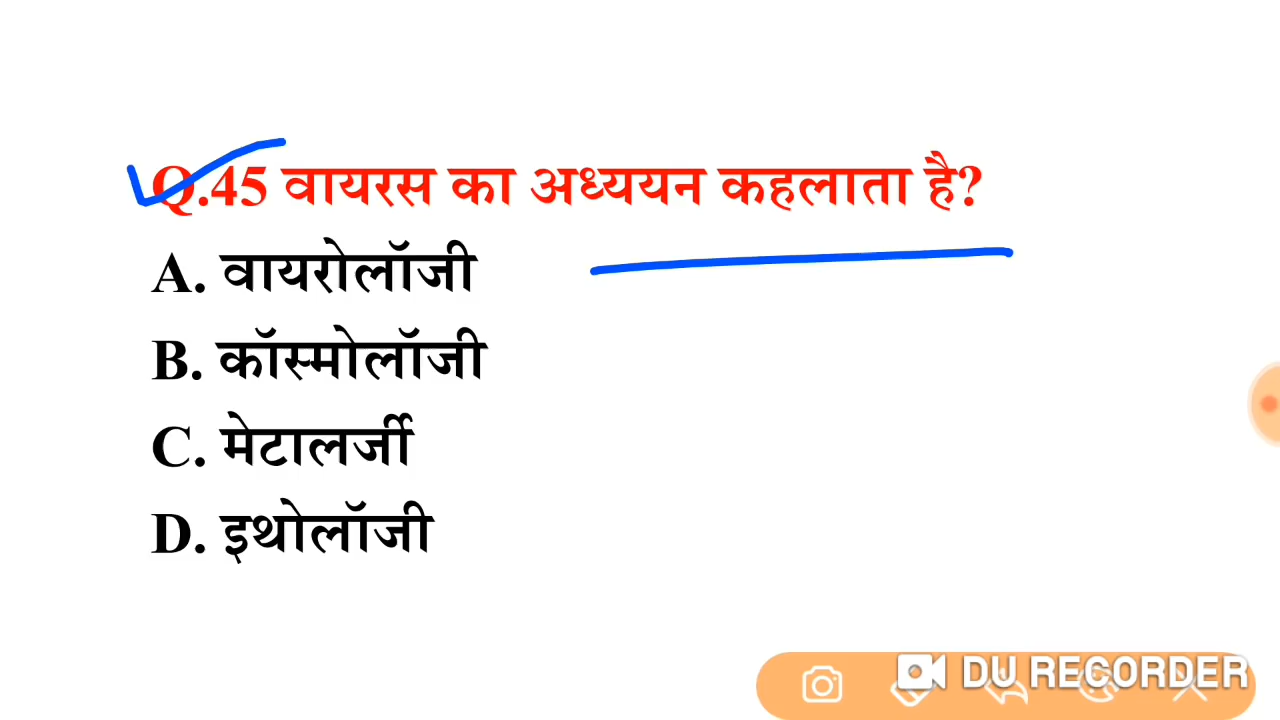 Q.45 वायरस का अध्ययन कहलाता है?
A. वायरोलॉजी
B. कॉस्मोलॉजी
C. मेटालर्जी
D. इथोलॉजी
DU RECORDER